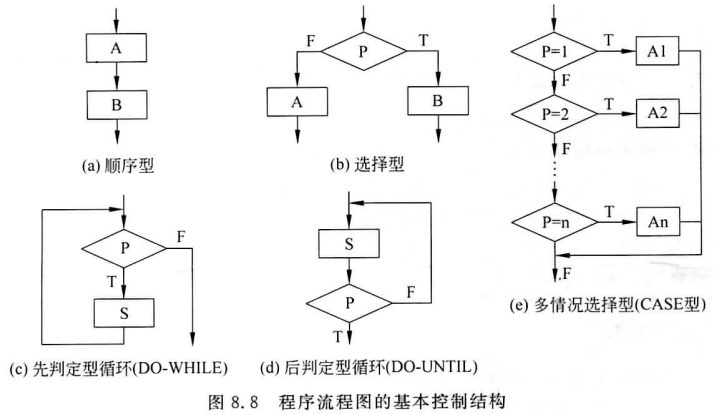 A
B
(a) 顺序型
F
P
T
A
B
(b) 选择型
P=1
T
A1
F
P=2
T
A2
F
⋮
P=n
T
An
F
(e) 多情况选择型(CASE型)
P
F
T
S
(c) 先判定型循环(DO-WHILE)
S
P
F
T
(d) 后判定型循环(DO-UNTIL)
图 8.8 程序流程图的基本控制结构